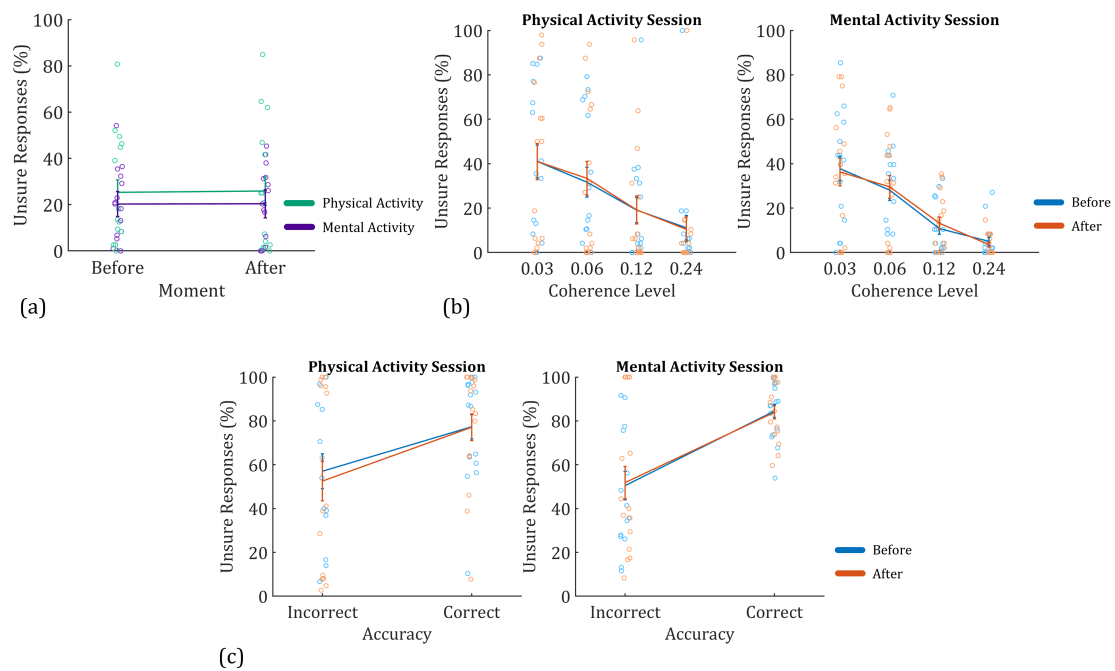 Unsure Responses (%)
100
80
60
40
20
0
Before
After
Moment
Physical Activity
Mental Activity
(a)
Physical Activity Session
Unsure Responses (%)
100
80
60
40
20
0
0.03 0.06 0.12 0.24
Coherence Level
(b)
Mental Activity Session
Unsure Responses (%)
100
80
60
40
20
0
0.03 0.06 0.12 0.24
Coherence Level
Before
After
Physical Activity Session
Unsure Responses (%)
100
80
60
40
20
0
Incorrect
Correct
Accuracy
(c)
Mental Activity Session
Unsure Responses (%)
100
80
60
40
20
0
Incorrect
Correct
Accuracy
Before
After